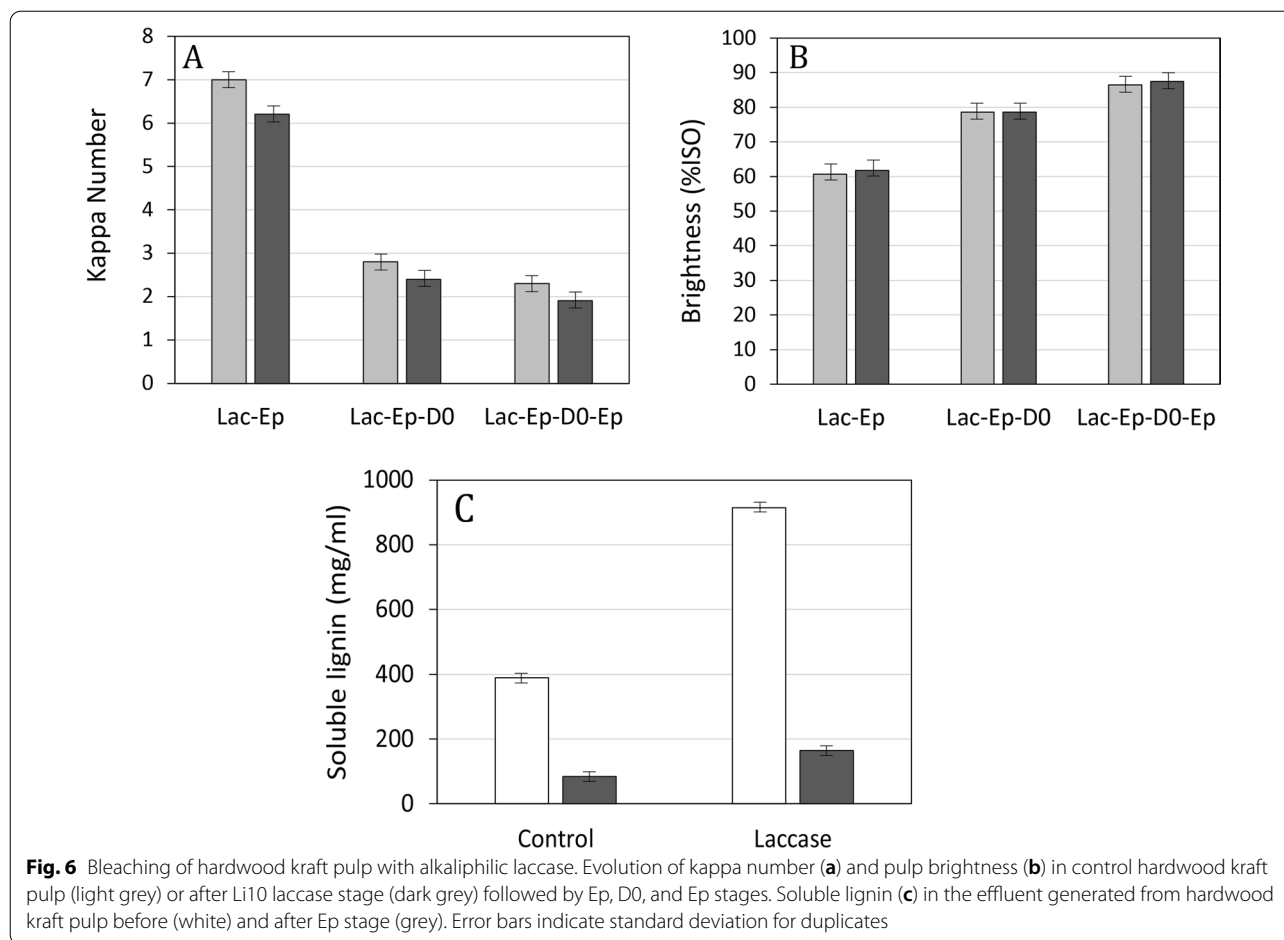 8
7
6
5
4
3
2
1
0
Kappa Number
A
Lac-Ep Lac-Ep-D0 Lac-Ep-D0-Ep
100
90
80
70
60
50
40
30
20
10
0
Brightness (%ISO)
B
Lac-Ep Lac-Ep-D0 Lac-Ep-D0-Ep
1000
800
600
400
200
0
Soluble lignin (mg/ml)
C
Control Laccase
Fig. 6 Bleaching of hardwood kraft pulp with alkaliphilic laccase. Evolution of kappa number (a) and pulp brightness (b) in control hardwood kraft
pulp (light grey) or after Li10 laccase stage (dark grey) followed by Ep, D0, and Ep stages. Soluble lignin (c) in the effluent generated from hardwood
kraft pulp before (white) and after Ep stage (grey). Error bars indicate standard deviation for duplicates